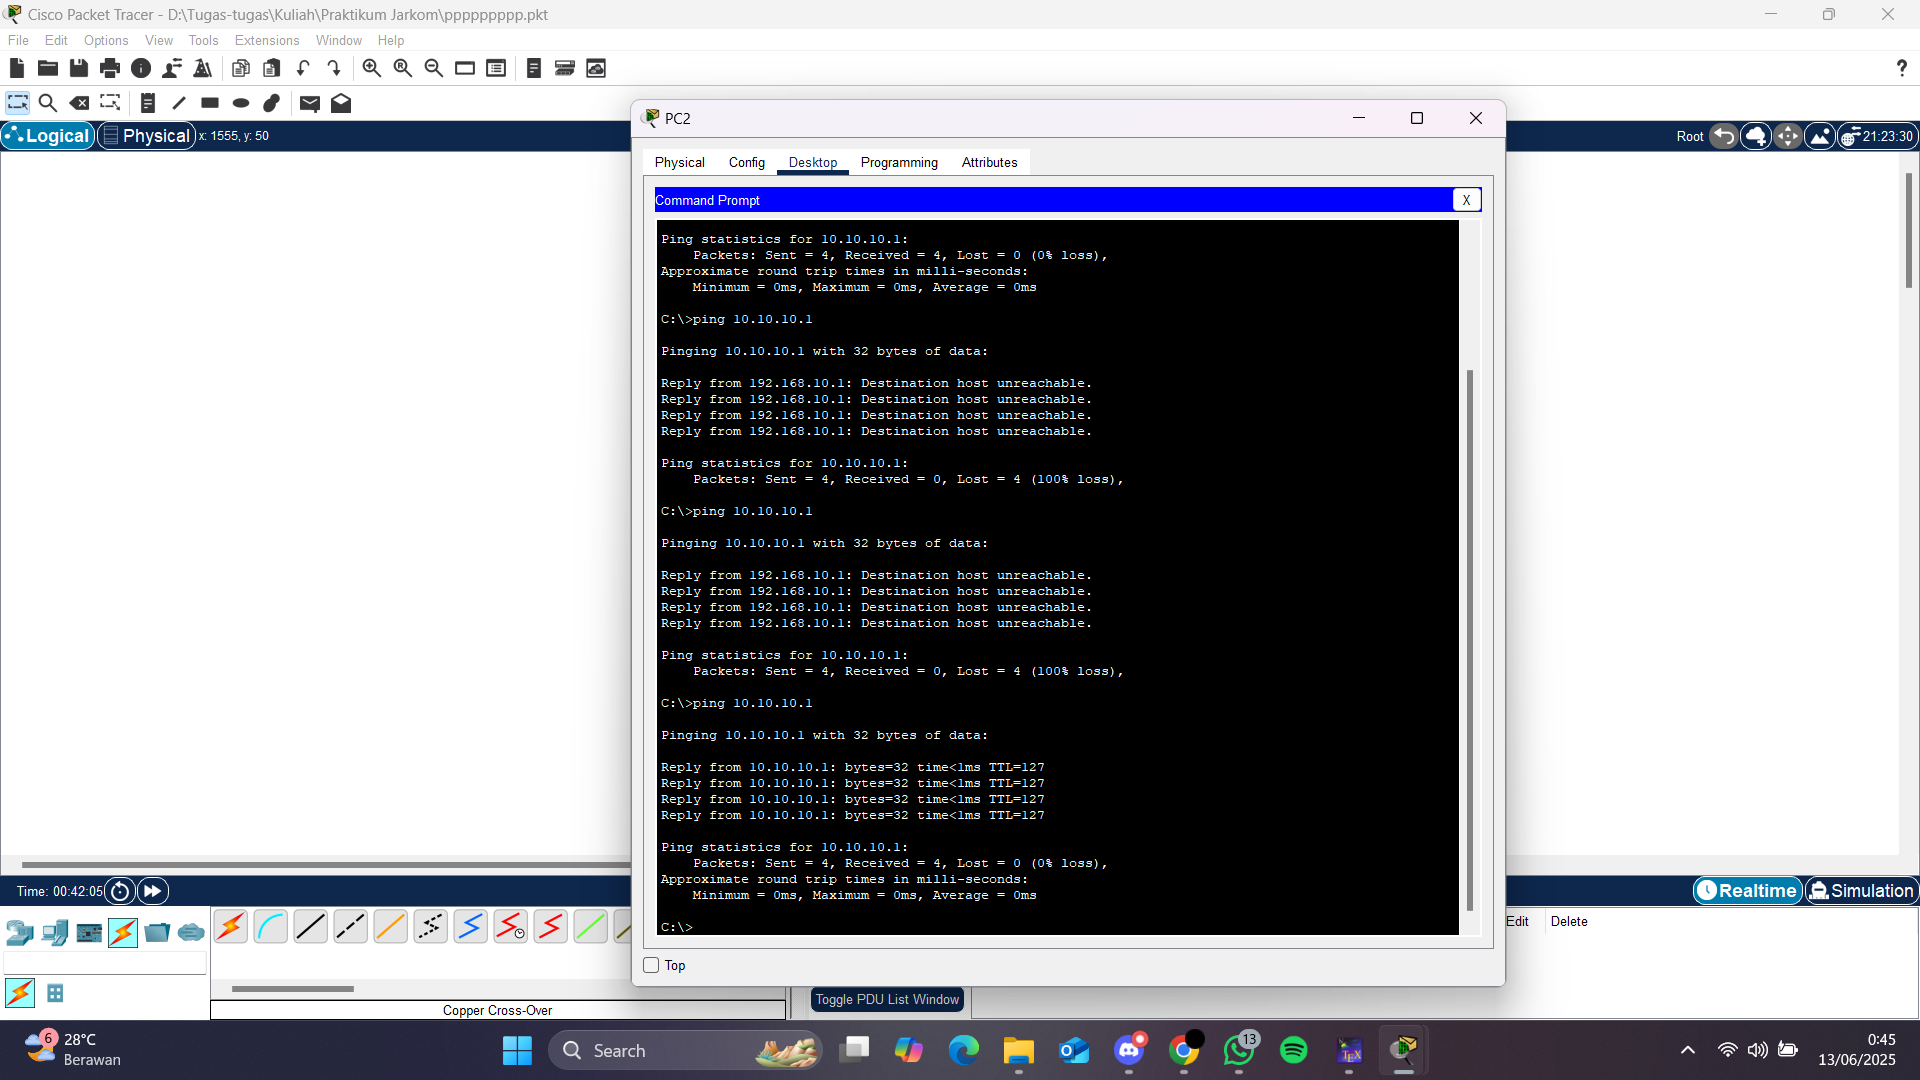 Cisco Packet Tracer - D:\Tugas-tugas\Kuliah\Praktikum Jarkom\ppppppppp.pkt
File Edit Options View Tools Extensions Window Help
Logical Physical x: 1555, y: 50
Root 21:23:30
PC2
Physical Config Desktop Programming Attributes
Command Prompt
X
Ping statistics for 10.10.10.1:
Packets: Sent = 4, Received = 4, Lost = 0 (0% loss),
Approximate round trip times in milli-seconds:
Minimum = 0ms, Maximum = 0ms, Average = 0ms
C:\>ping 10.10.10.1
Pinging 10.10.10.1 with 32 bytes of data:
Reply from 192.168.10.1: Destination host unreachable.
Reply from 192.168.10.1: Destination host unreachable.
Reply from 192.168.10.1: Destination host unreachable.
Reply from 192.168.10.1: Destination host unreachable.
Ping statistics for 10.10.10.1:
Packets: Sent = 4, Received = 0, Lost = 4 (100% loss),
C:\>ping 10.10.10.1
Pinging 10.10.10.1 with 32 bytes of data:
Reply from 192.168.10.1: Destination host unreachable.
Reply from 192.168.10.1: Destination host unreachable.
Reply from 192.168.10.1: Destination host unreachable.
Reply from 192.168.10.1: Destination host unreachable.
Ping statistics for 10.10.10.1:
Packets: Sent = 4, Received = 0, Lost = 4 (100% loss),
C:\>ping 10.10.10.1
Pinging 10.10.10.1 with 32 bytes of data:
Reply from 10.10.10.1: bytes=32 time<1ms TTL=127
Reply from 10.10.10.1: bytes=32 time<1ms TTL=127
Reply from 10.10.10.1: bytes=32 time<1ms TTL=127
Reply from 10.10.10.1: bytes=32 time<1ms TTL=127
Ping statistics for 10.10.10.1:
Packets: Sent = 4, Received = 4, Lost = 0 (0% loss),
Approximate round trip times in milli-seconds:
Minimum = 0ms, Maximum = 0ms, Average = 0ms
C:\>
Top
Time: 00:42:05
Realtime Simulation
Edit Delete
Copper Cross-Over
Toggle PDU List Window
6
28°C
Berawan
Search
13
TEX
0:45
13/06/2025